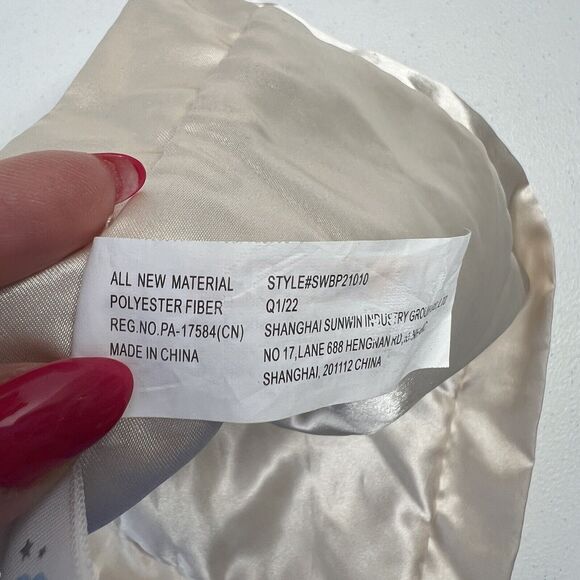 ALL NEW MATERIAL
POLYESTER FIBER
REG.NO.PA-17584(CN)
MADE IN CHINA
STYLE#SWBP21010
Q1/22
SHANGHAI SUNWIN INDUSTRY GROUP LTD
NO 17,LANE 688 HENGNAN RD,
SHANGHAI, 201112 CHINA